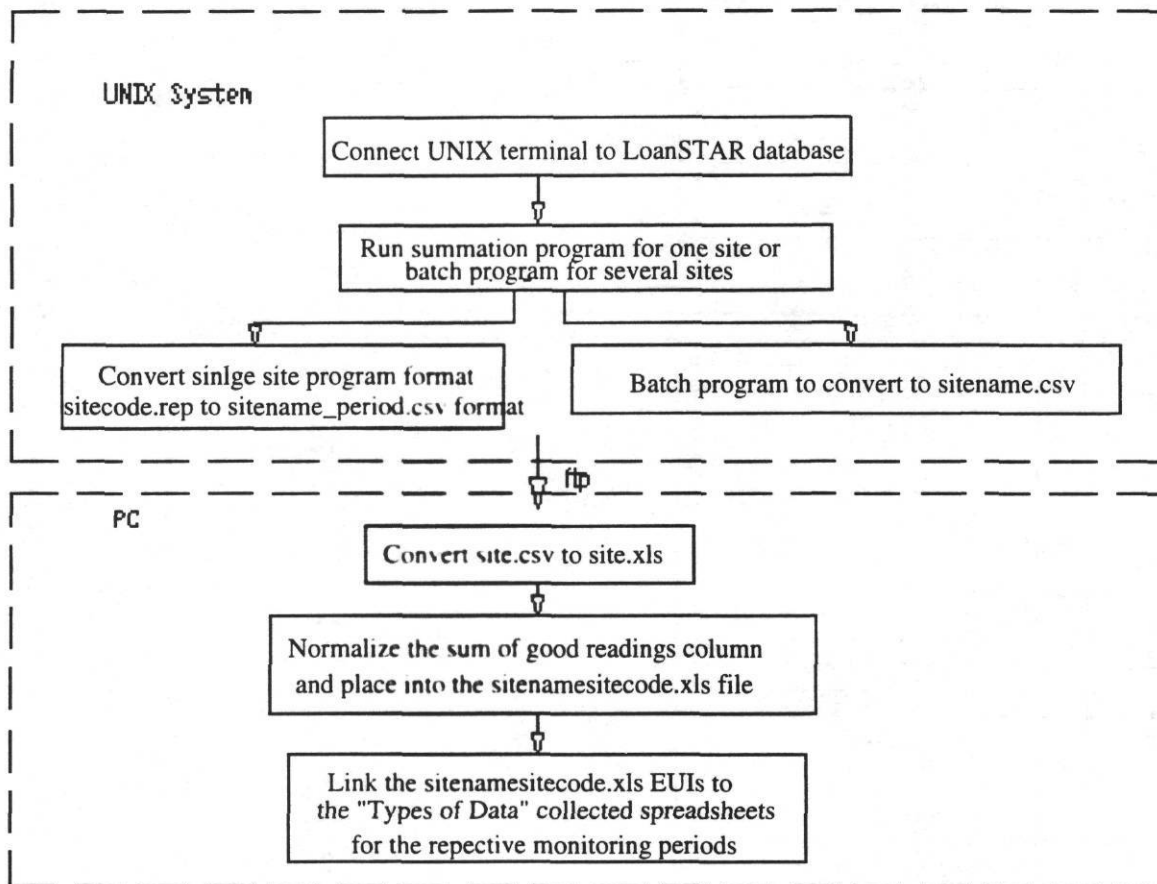 UNIX System
Connect UNIX terminal to LoanSTAR database
Run summation program for one site or
batch program for several sites
Convert sinlge site program format
sitecode.rep to sitename_period.csv format
Batch program to convert to sitename.csv
ftp
PC
Convert site.csv to site.xls
Normalize the sum of good readings column
and place into the sitenamesitecode.xls file
Link the sitenamesitecode.xls EUIs to
the "Types of Data" collected spreadsheets
for the repective monitoring periods